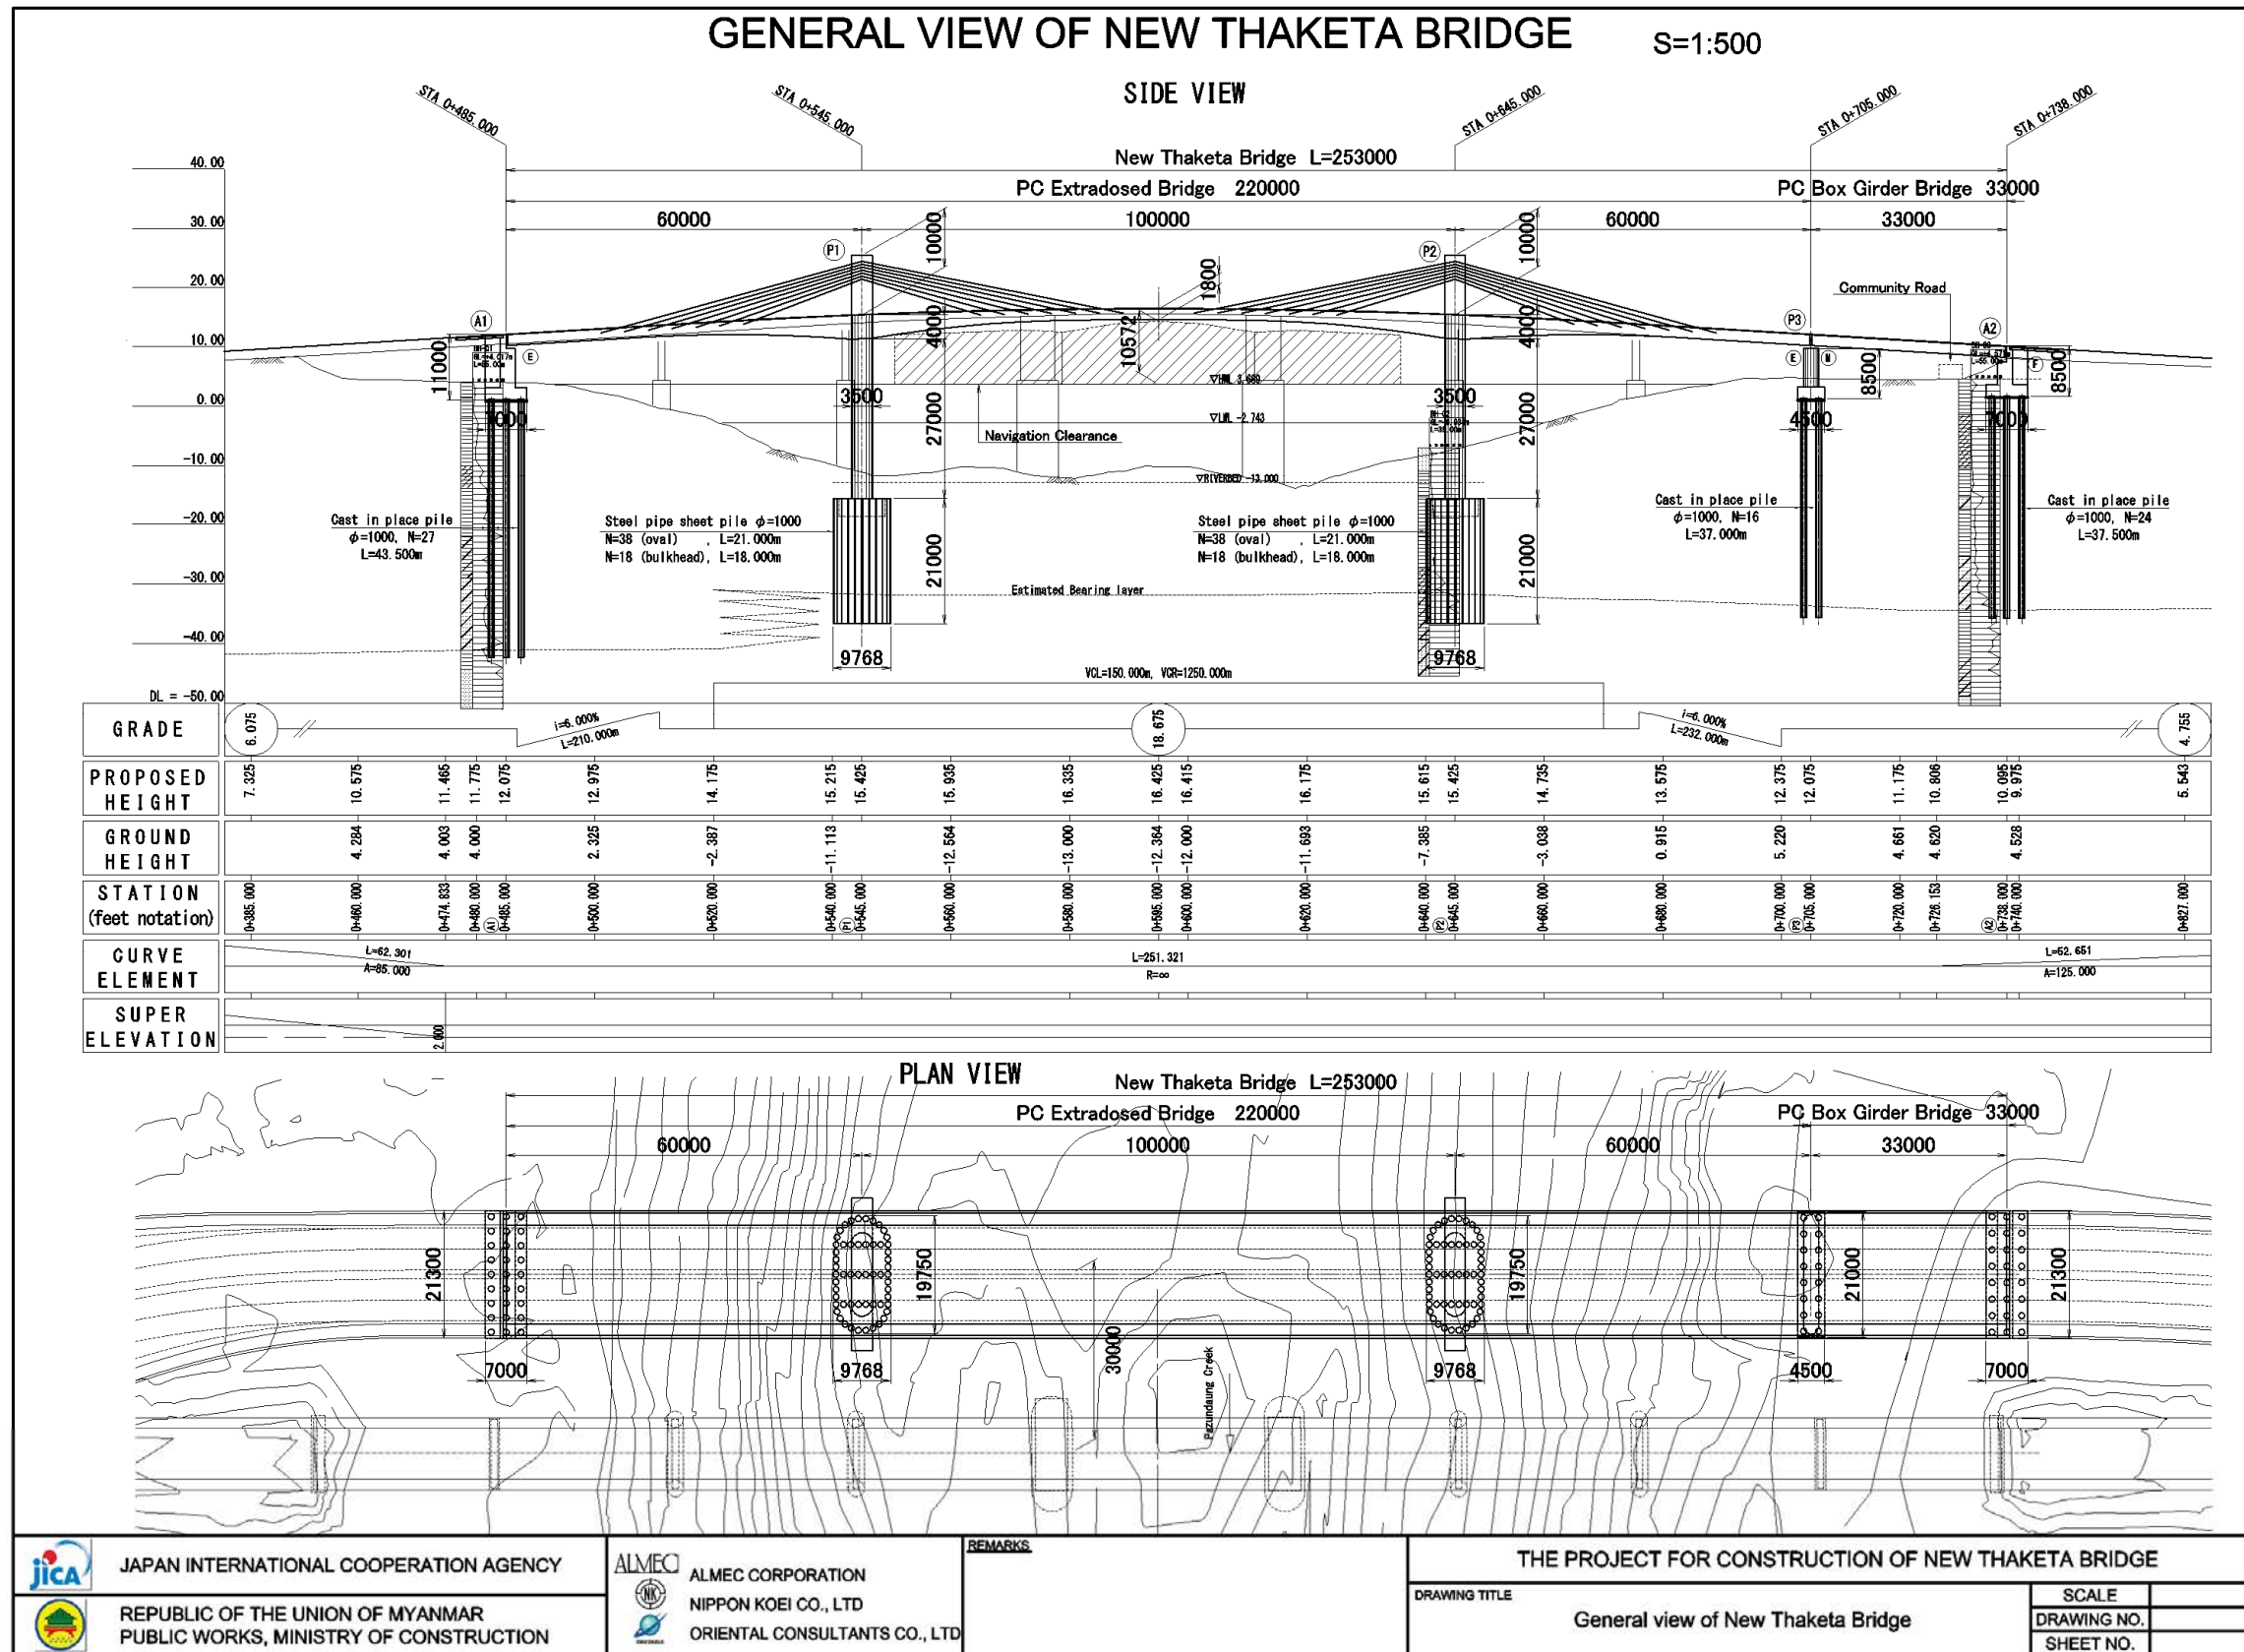 GENERAL VIEW OF NEW THAKETA BRIDGE S=1:500
SIDE VIEW
STA 0+485.000
STA 0+545.000
STA 0+645.000
STA 0+705.000
STA 0+738.000
New Thaketa Bridge L=253000
PC Extradosed Bridge 220000
PC Box Girder Bridge 33000
60000
100000
60000
33000
40.00
30.00
20.00
10.00
0.00
-10.00
-20.00
-30.00
-40.00
DL = -50.00
A1
P1
P2
P3
A2
E
E
M
F
10000
10000
1800
4000
4000
10572
11000
27000
27000
21000
21000
8500
8500
3500
3500
4500
7000
Community Road
▽HWL 3.689
▽LWL -2.743
▽RIVERBED -13.000
Navigation Clearance
Cast in place pile
φ=1000, N=27
L=43.500m
Steel pipe sheet pile φ=1000
N=38 (oval) , L=21.000m
N=18 (bulkhead), L=18.000m
Steel pipe sheet pile φ=1000
N=38 (oval) , L=21.000m
N=18 (bulkhead), L=18.000m
Cast in place pile
φ=1000, N=16
L=37.000m
Cast in place pile
φ=1000, N=24
L=37.500m
Estimated Bearing layer
9768
9768
VCL=150.000m, VCR=1250.000m
GRADE
6.075
i=6.000%
L=210.000m
18.675
i=6.000%
L=232.000m
4.755
PROPOSED
HEIGHT
7.325 10.575 11.465 11.775 12.075 12.975 14.175 15.215 15.425 15.935 16.335 16.425 16.415 16.175 15.615 15.425 14.735 13.575 12.375 12.075 11.175 10.806 10.095 9.975 5.543
GROUND
HEIGHT
4.284 4.003 4.000 2.325 -2.387 -11.113 -12.564 -13.000 -12.364 -12.000 -11.693 -7.385 -3.038 0.915 5.220 4.661 4.620 4.528
STATION
(feet notation)
0+385.000 0+460.000 0+474.833 0+480.000 A1 0+485.000 0+500.000 0+520.000 0+540.000 P1 0+545.000 0+560.000 0+580.000 0+595.000 0+600.000 0+620.000 0+640.000 P2 0+645.000 0+660.000 0+680.000 0+700.000 P3 0+705.000 0+720.000 0+726.153 A2 0+738.000 0+740.000 0+827.000
CURVE
ELEMENT
L=62.301
A=85.000
L=251.321
R=∞
L=52.651
A=125.000
SUPER
ELEVATION
2.000
PLAN VIEW
New Thaketa Bridge L=253000
PC Extradosed Bridge 220000
PC Box Girder Bridge 33000
60000
100000
60000
33000
21300
19750
19750
21000
21300
30000
Pazundaung Creek
7000
9768
9768
4500
7000
JICA
JAPAN INTERNATIONAL COOPERATION AGENCY
REPUBLIC OF THE UNION OF MYANMAR
PUBLIC WORKS, MINISTRY OF CONSTRUCTION
ALMEC
ALMEC CORPORATION
NK
NIPPON KOEI CO., LTD
ORIENTAL CONSULTANTS CO., LTD
REMARKS
THE PROJECT FOR CONSTRUCTION OF NEW THAKETA BRIDGE
DRAWING TITLE
General view of New Thaketa Bridge
SCALE
DRAWING NO.
SHEET NO.